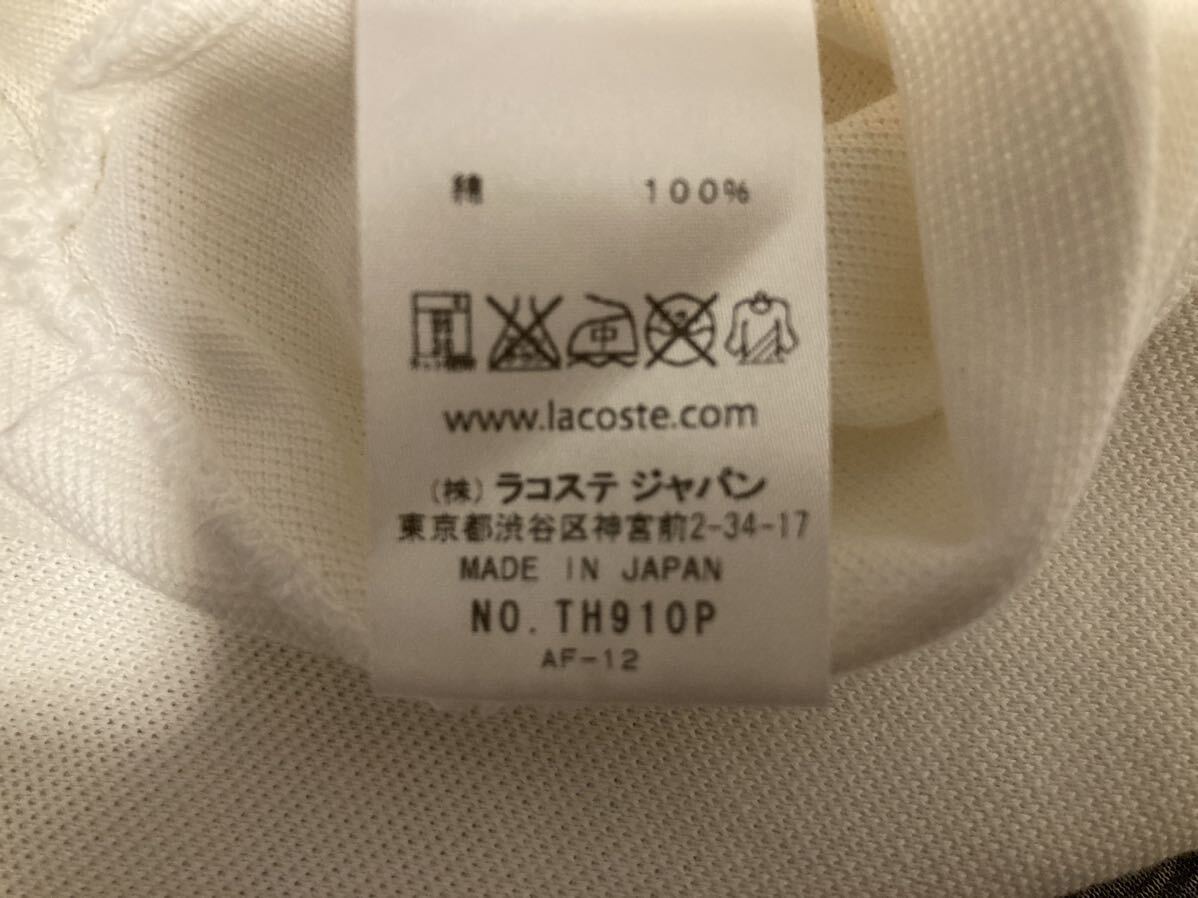 綿 100%
中
www.lacoste.com
(株) ラコステ ジャパン
東京都渋谷区神宮前2-34-17
MADE IN JAPAN
NO. TH910P
AF-12